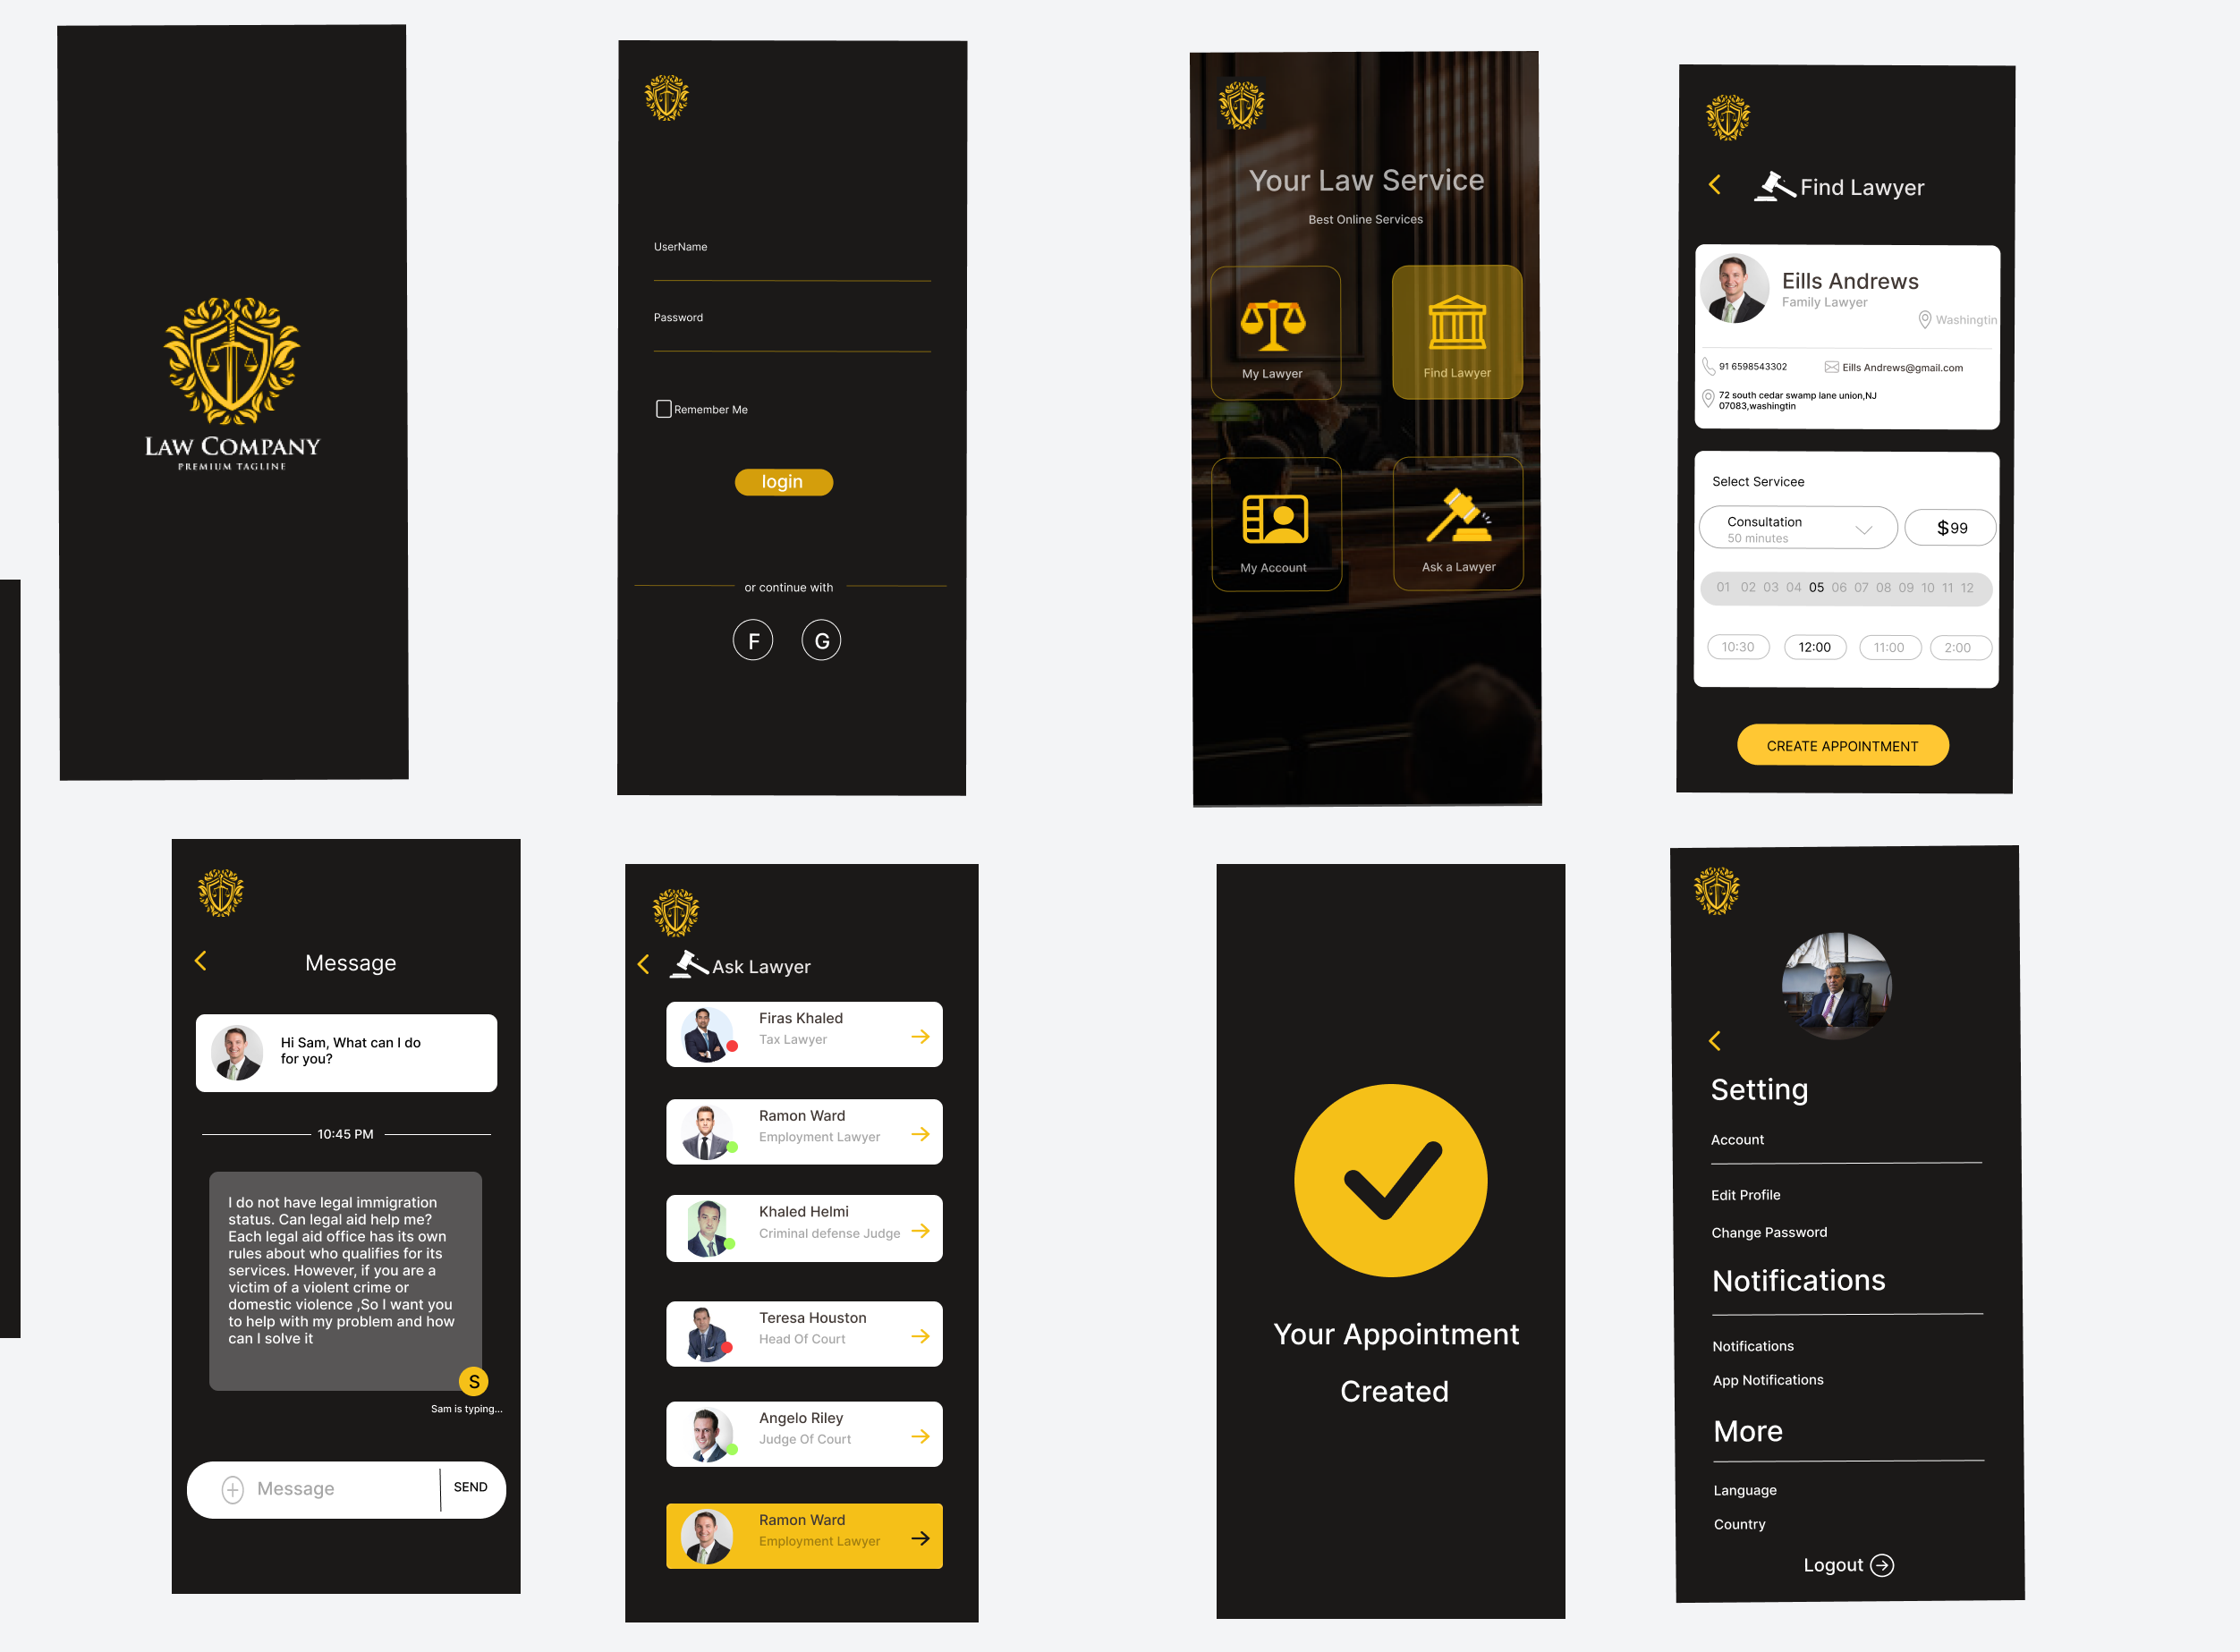 LAW COMPANY
PREMIUM TAGLINE
UserName
Password
Remember Me
login
or continue with
F G
Your Law Service
Best Online Services
My Lawyer
Find Lawyer
My Account
Ask a Lawyer
Find Lawyer
Eills Andrews
Family Lawyer
Washingtin
91 6598543302
Eills Andrews@gmail.com
72 south cedar swamp lane union,NJ
07083,washingtin
Select Servicee
Consultation
50 minutes
$99
01 02 03 04 05 06 07 08 09 10 11 12
10:30 12:00 11:00 2:00
CREATE APPOINTMENT
Message
Hi Sam, What can I do
for you?
10:45 PM
I do not have legal immigration
status. Can legal aid help me?
Each legal aid office has its own
rules about who qualifies for its
services. However, if you are a
victim of a violent crime or
domestic violence ,So I want you
to help with my problem and how
can I solve it
S
Sam is typing...
Message
SEND
Ask Lawyer
Firas Khaled
Tax Lawyer
Ramon Ward
Employment Lawyer
Khaled Helmi
Criminal defense Judge
Teresa Houston
Head Of Court
Angelo Riley
Judge Of Court
Ramon Ward
Employment Lawyer
Your Appointment
Created
Setting
Account
Edit Profile
Change Password
Notifications
Notifications
App Notifications
More
Language
Country
Logout